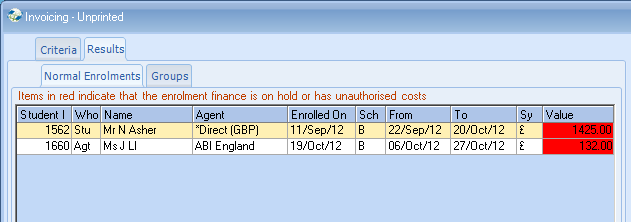 Invoicing - Unprinted
Criteria Results
Normal Enrolments Groups
Items in red indicate that the enrolment finance is on hold or has unauthorised costs
Student I Who Name Agent Enrolled On Sch From To Sy Value
1562 Stu Mr N Asher *Direct (GBP) 11/Sep/12 B 22/Sep/12 20/Oct/12 £ 1425.00
1660 Agt Ms J LI ABI England 19/Oct/12 B 06/Oct/12 27/Oct/12 £ 132.00